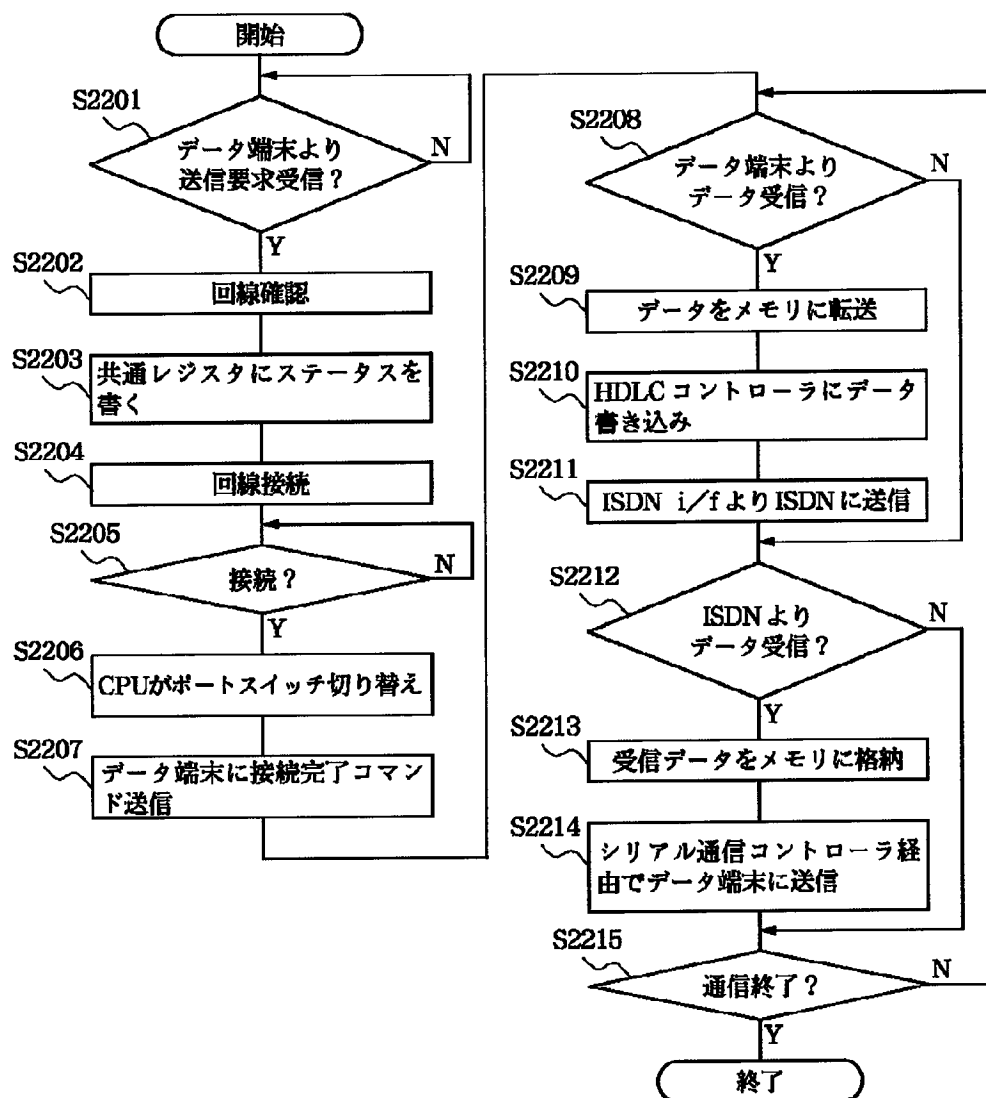 開始
S2201
データ端末より
送信要求受信？
N
Y
S2202
回線確認
S2203
共通レジスタにステータスを
書く
S2204
回線接続
S2205
接続？
N
Y
S2206
CPUがポートスイッチ切り替え
S2207
データ端末に接続完了コマン
ド送信
S2208
データ端末より
データ受信？
N
Y
S2209
データをメモリに転送
S2210
HDLCコントローラにデータ
書き込み
S2211
ISDN i/fよりISDNに送信
S2212
ISDNより
データ受信？
N
Y
S2213
受信データをメモリに格納
S2214
シリアル通信コントローラ経
由でデータ端末に送信
S2215
通信終了？
N
Y
終了